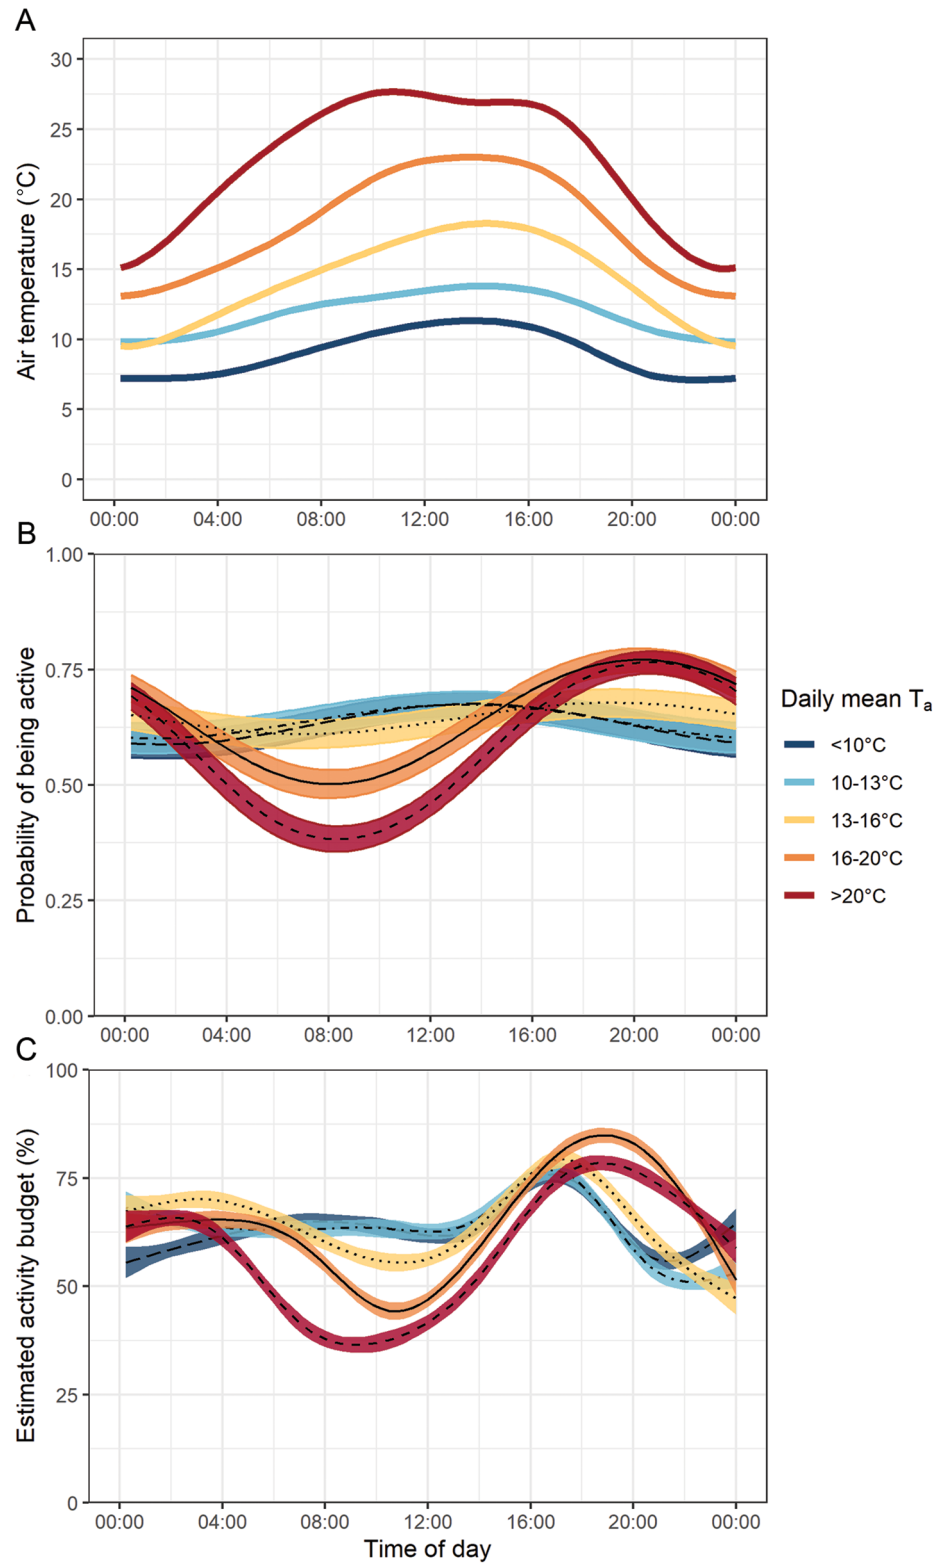 A
Air temperature (°C)
30
25
20
15
10
5
0
00:00 04:00 08:00 12:00 16:00 20:00 00:00
B
Probability of being active
1.00
0.75
0.50
0.25
0.00
00:00 04:00 08:00 12:00 16:00 20:00 00:00
Daily mean Ta
<10°C
10-13°C
13-16°C
16-20°C
>20°C
C
Estimated activity budget (%)
100
75
50
25
0
00:00 04:00 08:00 12:00 16:00 20:00 00:00
Time of day